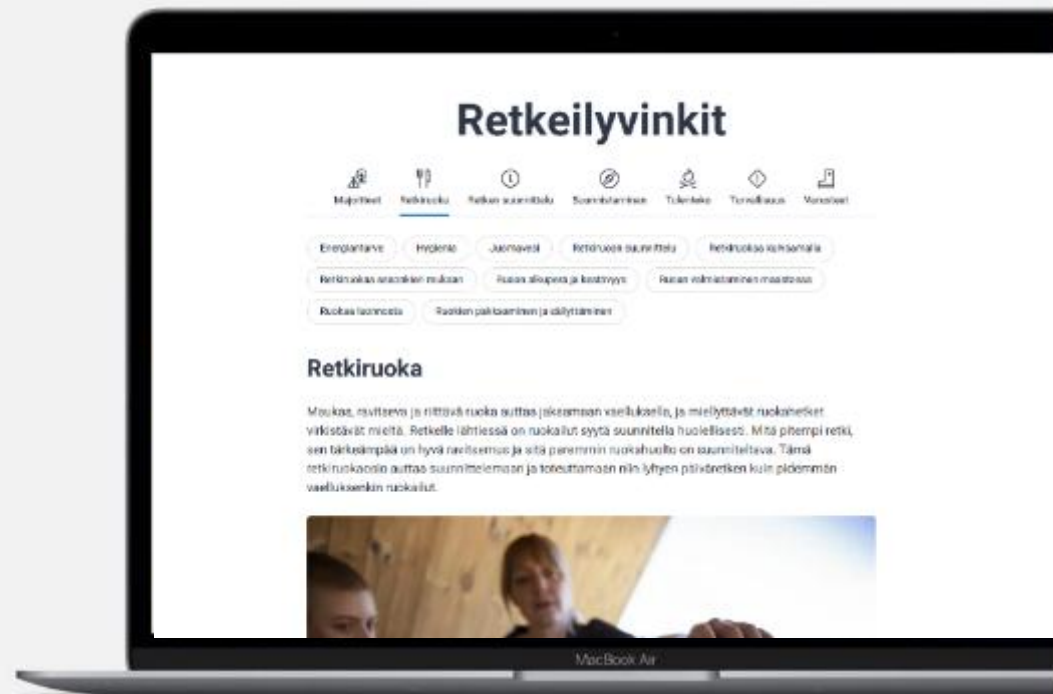 Retkeilyvinkit
Majoitteet Retkiruoka Retken suunnittelu Suunnistaminen Tulenteko Turvallisuus Varusteet
Energiantarve Hygienia Juomavesi Retkiruoan suunnittelu Retkiruokaa kuivaamalla
Retkiruokaa sesonkien mukaan Ruoan alkuperä ja kestävyys Ruoan valmistaminen maastossa
Ruokaa luonnosta Ruokien pakkaaminen ja säilyttäminen
Retkiruoka
Maukas, ravitseva ja riittävä ruoka auttaa jaksamaan vaelluksella, ja miellyttävät ruokahetket
virkistävät mieltä. Retkelle lähtiessä on ruokailut syytä suunnitella huolellisesti. Mitä pitempi retki,
sen tärkeämpää on hyvä ravitsemus ja sitä paremmin ruokahuolto on suunniteltava. Tämä
retkiruokaosio auttaa suunnittelemaan ja toteuttamaan niin lyhyen päiväretken kuin pidemmän
vaelluksenkin ruokailut.
MacBook Air